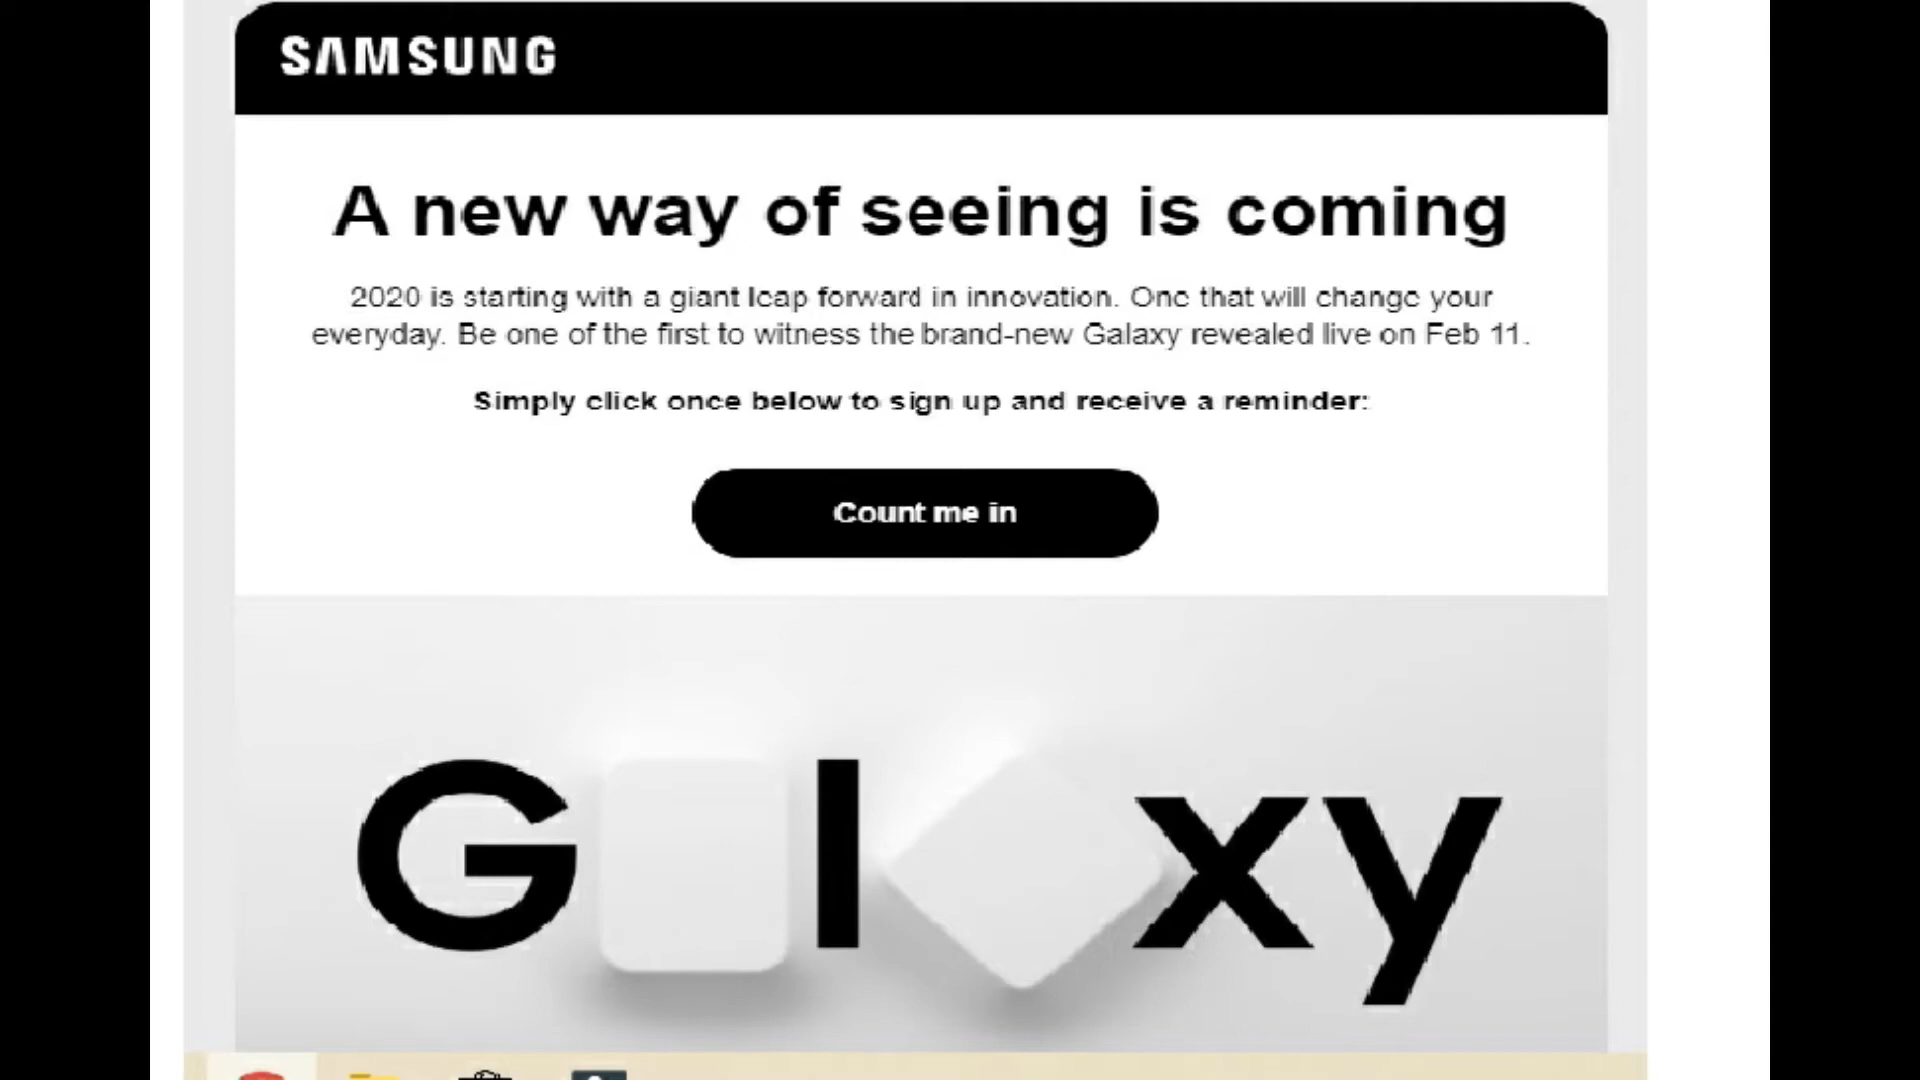 SAMSUNG
A new way of seeing is coming
2020 is starting with a giant leap forward in innovation. One that will change your
everyday. Be one of the first to witness the brand-new Galaxy revealed live on Feb 11.
Simply click once below to sign up and receive a reminder:
Count me in
G l xy